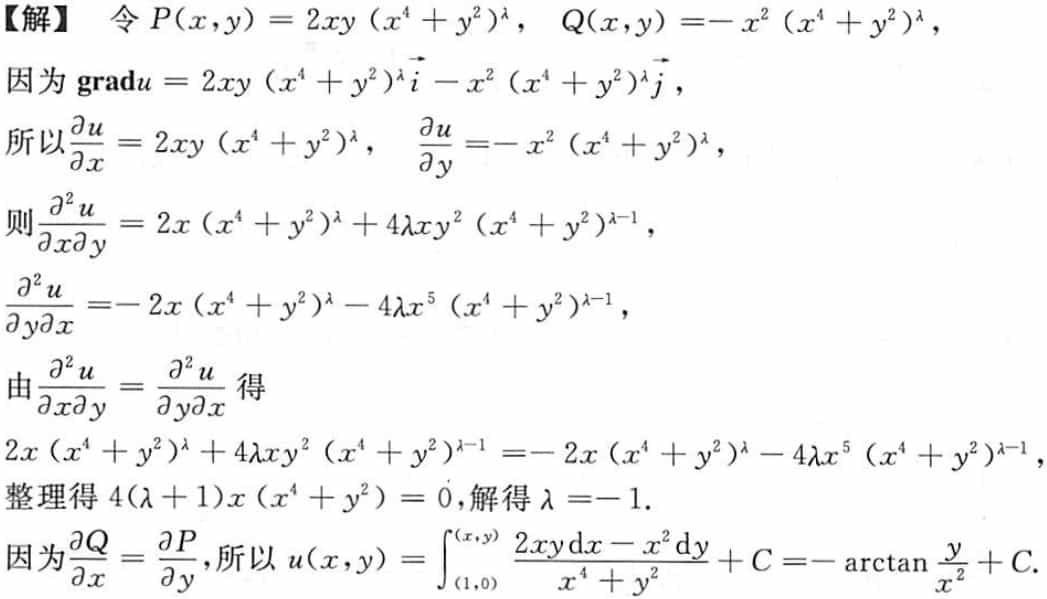 【解】 令 P(x,y) = 2xy (x⁴ + y²)^λ, Q(x,y) =− x² (x⁴ + y²)^λ,
因为 gradu = 2xy (x⁴ + y²)^λ \vec{i} − x² (x⁴ + y²)^λ \vec{j},
所以 ∂u/∂x = 2xy (x⁴ + y²)^λ, ∂u/∂y =− x² (x⁴ + y²)^λ,
则 ∂²u/∂x∂y = 2x (x⁴ + y²)^λ + 4λxy² (x⁴ + y²)^{λ−1},
∂²u/∂y∂x =− 2x (x⁴ + y²)^λ − 4λx⁵ (x⁴ + y²)^{λ−1},
由 ∂²u/∂x∂y = ∂²u/∂y∂x 得
2x (x⁴ + y²)^λ + 4λxy² (x⁴ + y²)^{λ−1} =− 2x (x⁴ + y²)^λ − 4λx⁵ (x⁴ + y²)^{λ−1},
整理得 4(λ + 1)x (x⁴ + y²) = 0,解得 λ =− 1.
因为 ∂Q/∂x = ∂P/∂y,所以 u(x,y) = ∫_{(1,0)}^{(x,y)} (2xydx − x²dy)/(x⁴ + y²) + C =− arctan y/x² + C.